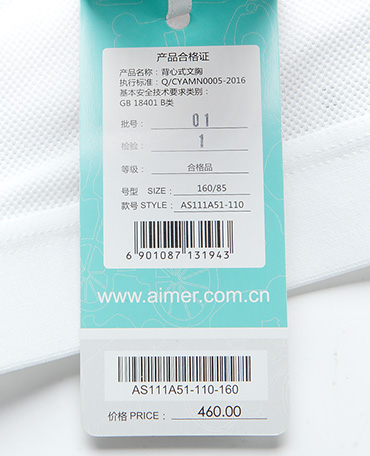 产品合格证
产品名称: 背心式文胸
执行标准: Q/CYAMN0005-2016
基本安全技术要求类别:
GB 18401 B类
批号: 01
检验: 1
等级: 合格品
号型 SIZE: 160/85
款号 STYLE: AS111A51-110
6 901087 131943
www.aimer.com.cn
AS111A51-110-160
价格 PRICE: 460.00